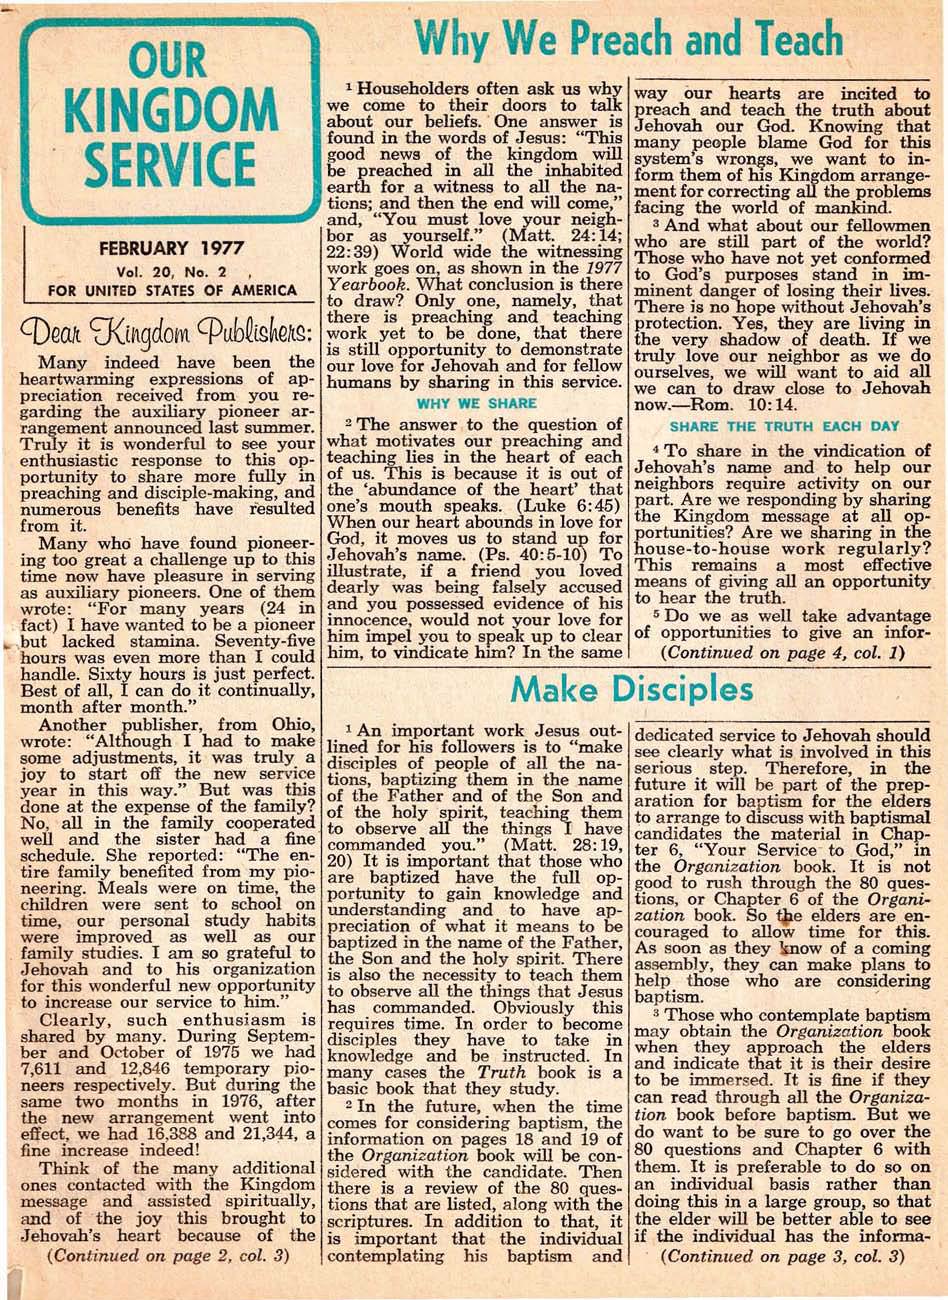 OUR
KINGDOM
SERVICE
FEBRUARY 1977
Vol. 20, No. 2
FOR UNITED STATES OF AMERICA
Dear Kingdom Publishers:
Many indeed have been the
heartwarming expressions of ap-
preciation received from you re-
garding the auxiliary pioneer ar-
rangement announced last summer.
Truly it is wonderful to see your
enthusiastic response to this op-
portunity to share more fully in
preaching and disciple-making, and
numerous benefits have resulted
from it.
Many who have found pioneer-
ing too great a challenge up to this
time now have pleasure in serving
as auxiliary pioneers. One of them
wrote: “For many years (24 in
fact) I have wanted to be a pioneer
but lacked stamina. Seventy-five
hours was even more than I could
handle. Sixty hours is just perfect.
Best of all, I can do it continually,
month after month.”
Another publisher, from Ohio,
wrote: “Although I had to make
some adjustments, it was truly a
joy to start off the new service
year in this way.” But was this
done at the expense of the family?
No, all in the family cooperated
well and the sister had a fine
schedule. She reported: “The en-
tire family benefited from my pio-
neering. Meals were on time, the
children were sent to school on
time, our personal study habits
were improved as well as our
family studies. I am so grateful to
Jehovah and to his organization
for this wonderful new opportunity
to increase our service to him.”
Clearly, such enthusiasm is
shared by many. During Septem-
ber and October of 1975 we had
7,611 and 12,846 temporary pio-
neers respectively. But during the
same two months in 1976, after
the new arrangement went into
effect, we had 16,388 and 21,344, a
fine increase indeed!
Think of the many additional
ones contacted with the Kingdom
message and assisted spiritually,
and of the joy this brought to
Jehovah's heart because of the
(Continued on page 2, col. 3)
Why We Preach and Teach
1 Householders often ask us why
we come to their doors to talk
about our beliefs. One answer is
found in the words of Jesus: “This
good news of the kingdom will
be preached in all the inhabited
earth for a witness to all the na-
tions; and then the end will come,”
and, “You must love your neigh-
bor as yourself.” (Matt. 24:14;
22:39) World wide the witnessing
work goes on, as shown in the 1977
Yearbook. What conclusion is there
to draw? Only one, namely, that
there is preaching and teaching
work yet to be done, that there
is still opportunity to demonstrate
our love for Jehovah and for fellow
humans by sharing in this service.
WHY WE SHARE
2 The answer to the question of
what motivates our preaching and
teaching lies in the heart of each
of us. This is because it is out of
the ‘abundance of the heart’ that
one's mouth speaks. (Luke 6:45)
When our heart abounds in love for
God, it moves us to stand up for
Jehovah's name. (Ps. 40:5-10) To
illustrate, if a friend you loved
dearly was being falsely accused
and you possessed evidence of his
innocence, would not your love for
him impel you to speak up to clear
him, to vindicate him? In the same
way our hearts are incited to
preach and teach the truth about
Jehovah our God. Knowing that
many people blame God for this
system's wrongs, we want to in-
form them of his Kingdom arrange-
ment for correcting all the problems
facing the world of mankind.
3 And what about our fellowmen
who are still part of the world?
Those who have not yet conformed
to God's purposes stand in im-
minent danger of losing their lives.
There is no hope without Jehovah's
protection. Yes, they are living in
the very shadow of death. If we
truly love our neighbor as we do
ourselves, we will want to aid all
we can to draw close to Jehovah
now.—Rom. 10:14.
SHARE THE TRUTH EACH DAY
4 To share in the vindication of
Jehovah's name and to help our
neighbors require activity on our
part. Are we responding by sharing
the Kingdom message at all op-
portunities? Are we sharing in the
house-to-house work regularly?
This remains a most effective
means of giving all an opportunity
to hear the truth.
5 Do we as well take advantage
of opportunities to give an infor-
(Continued on page 4, col. 1)
Make Disciples
1 An important work Jesus out-
lined for his followers is to “make
disciples of people of all the na-
tions, baptizing them in the name
of the Father and of the Son and
of the holy spirit, teaching them
to observe all the things I have
commanded you.” (Matt. 28:19,
20) It is important that those who
are baptized have the full op-
portunity to gain knowledge and
understanding and to have ap-
preciation of what it means to be
baptized in the name of the Father,
the Son and the holy spirit. There
is also the necessity to teach them
to observe all the things that Jesus
has commanded. Obviously this
requires time. In order to become
disciples they have to take in
knowledge and be instructed. In
many cases the Truth book is a
basic book that they study.
2 In the future, when the time
comes for considering baptism, the
information on pages 18 and 19 of
the Organization book will be con-
sidered with the candidate. Then
there is a review of the 80 ques-
tions that are listed, along with the
scriptures. In addition to that, it
is important that the individual
contemplating his baptism and
dedicated service to Jehovah should
see clearly what is involved in this
serious step. Therefore, in the
future it will be part of the prep-
aration for baptism for the elders
to arrange to discuss with baptismal
candidates the material in Chap-
ter 6, “Your Service to God,” in
the Organization book. It is not
good to rush through the 80 ques-
tions, or Chapter 6 of the Organi-
zation book. So the elders are en-
couraged to allow time for this.
As soon as they know of a coming
assembly, they can make plans to
help those who are considering
baptism.
3 Those who contemplate baptism
may obtain the Organization book
when they approach the elders
and indicate that it is their desire
to be immersed. It is fine if they
can read through all the Organiza-
tion book before baptism. But we
do want to be sure to go over the
80 questions and Chapter 6 with
them. It is preferable to do so on
an individual basis rather than
doing this in a large group, so that
the elder will be better able to see
if the individual has the informa-
(Continued on page 3, col. 3)